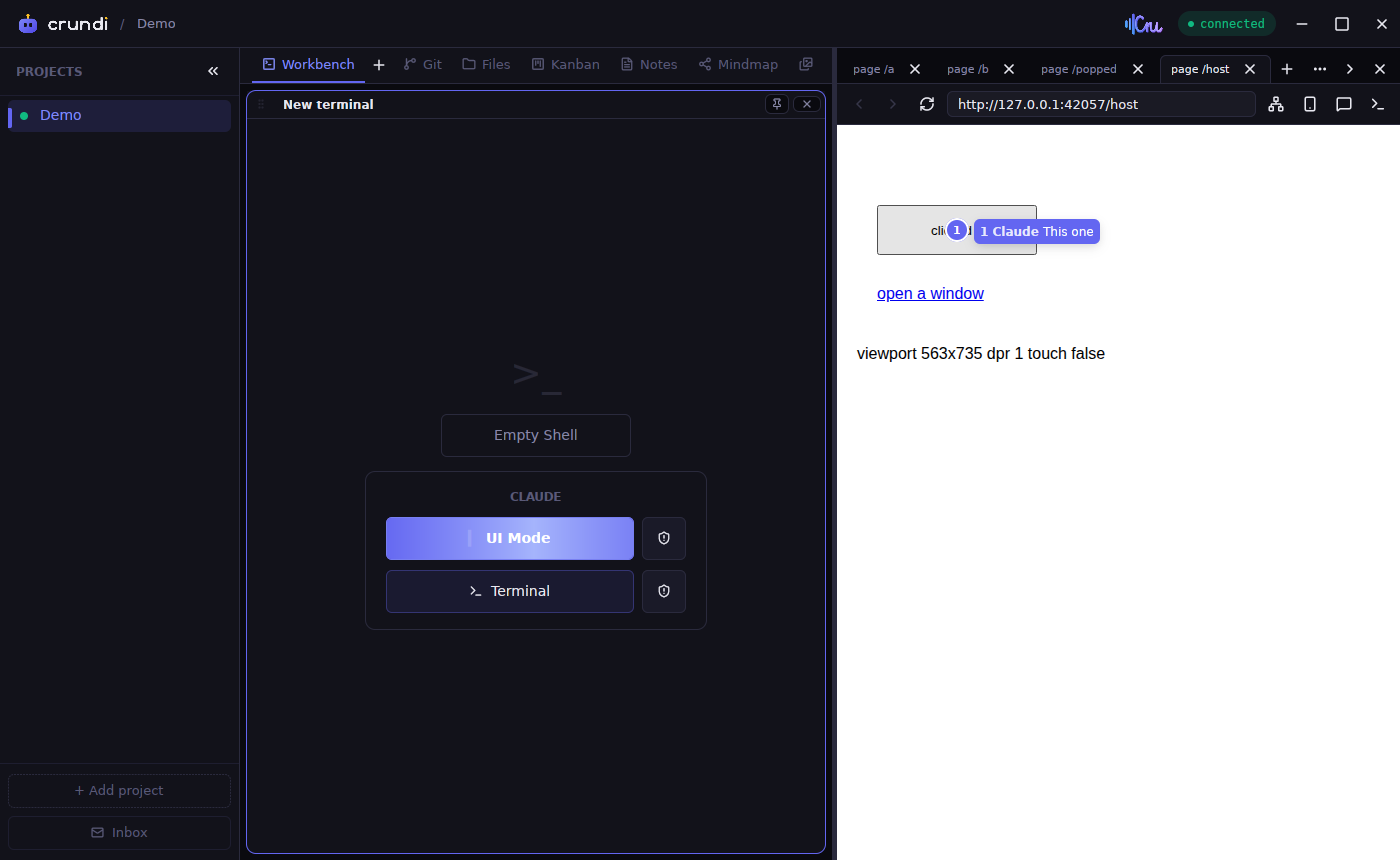 crundi / Demo
Cru
connected
PROJECTS
Demo
+ Add project
Inbox
Workbench
Git
Files
Kanban
Notes
Mindmap
New terminal
>_
Empty Shell
CLAUDE
UI Mode
Terminal
page /a
page /b
page /popped
page /host
http://127.0.0.1:42057/host
1
1 Claude This one
open a window
viewport 563x735 dpr 1 touch false